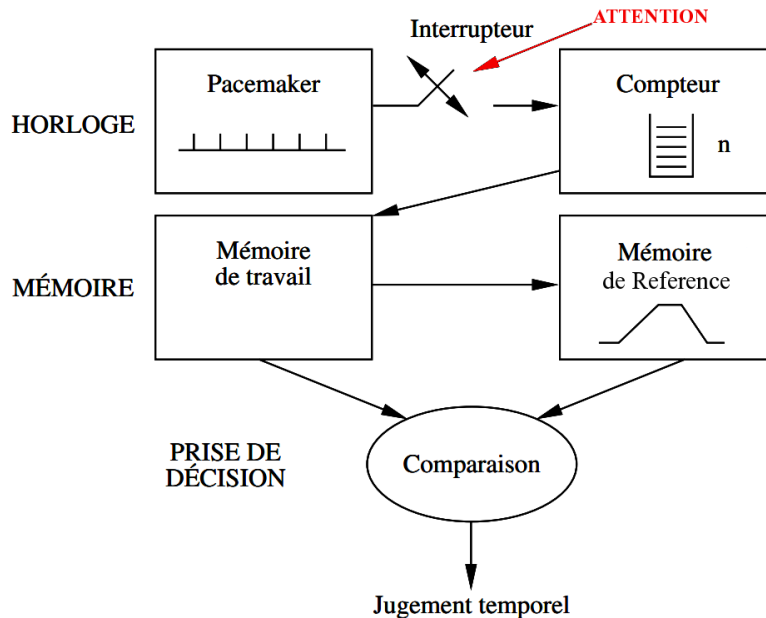 ATTENTION
Interrupteur
Pacemaker
Compteur
HORLOGE
n
Mémoire
de travail
Mémoire
de Reference
MÉMOIRE
PRISE DE
DÉCISION
Comparaison
Jugement temporel